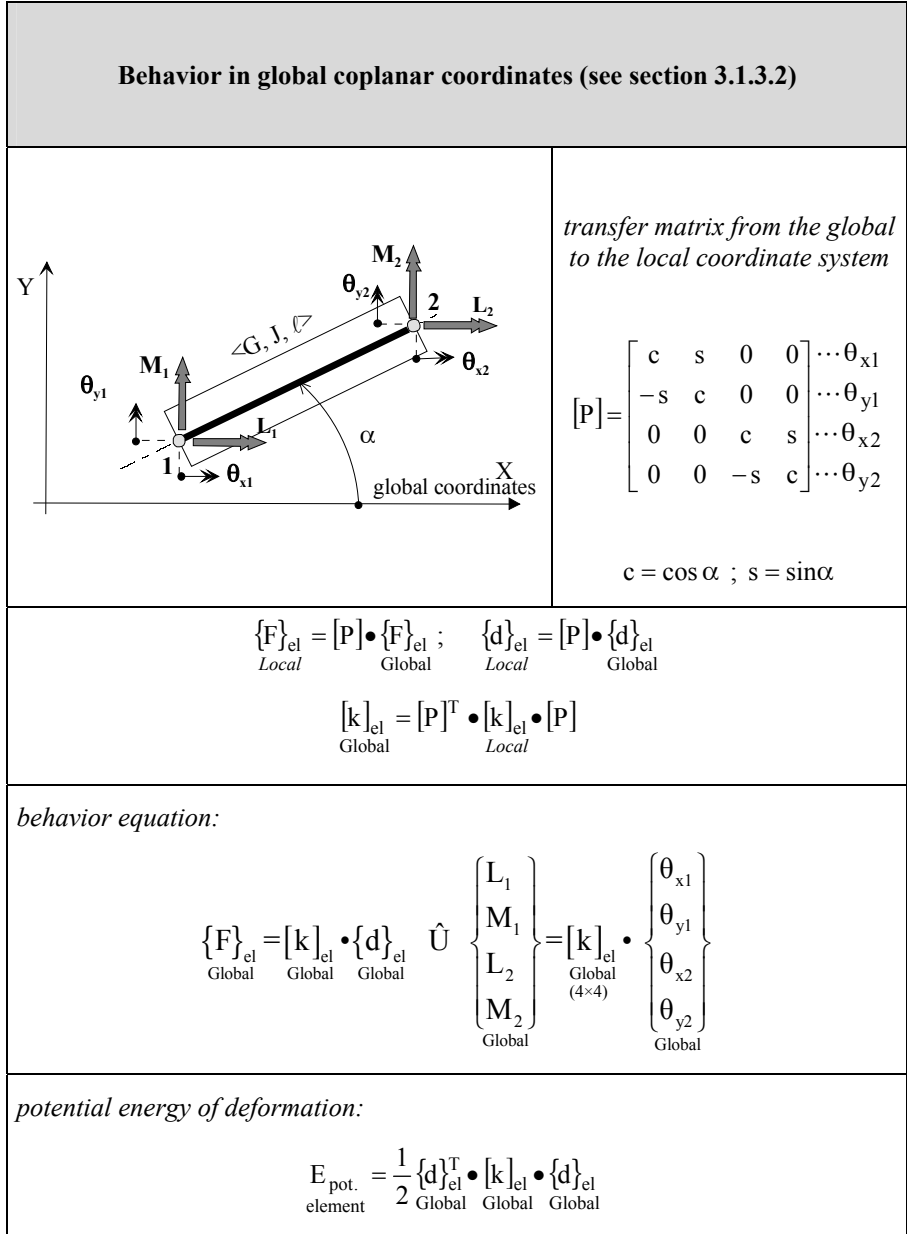 Behavior in global coplanar coordinates (see section 3.1.3.2)
Y
M₂
θy2
2
L₂
<G, J, ℓ>
θx2
M₁
θy1
L₁
α
1
θx1
X
global coordinates
transfer matrix from the global
to the local coordinate system
[P] = [ c s 0 0 ] ⋯θx1
[ −s c 0 0 ] ⋯θy1
[ 0 0 c s ] ⋯θx2
[ 0 0 −s c ] ⋯θy2
c = cos α ; s = sinα
{F}el = [P] • {F}el ; {d}el = [P] • {d}el
Local Global Local Global
[k]el = [P]ᵀ • [k]el • [P]
Global Local
behavior equation:
{F}el = [k]el • {d}el Û {L₁ M₁ L₂ M₂} = [k]el • {θx1 θy1 θx2 θy2}
Global Global Global Global Global (4×4) Global
potential energy of deformation:
Epot. = 1/2 {d}ᵀel • [k]el • {d}el
element Global Global Global